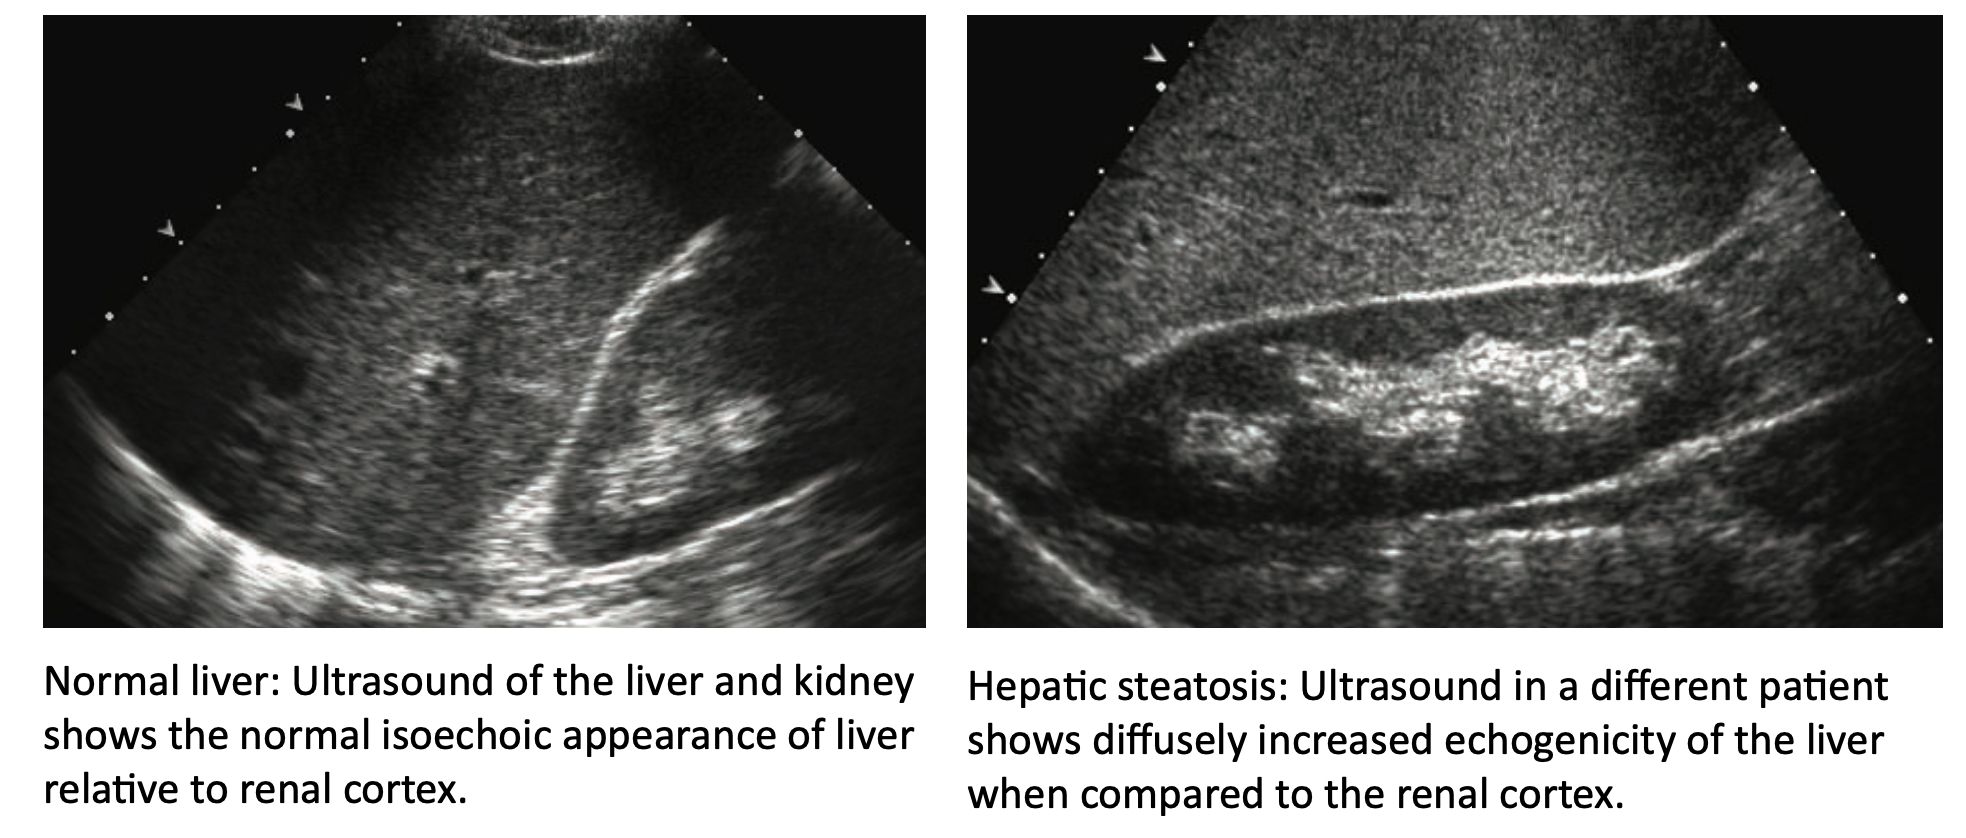 Normal liver: Ultrasound of the liver and kidney
shows the normal isoechoic appearance of liver
relative to renal cortex.
Hepatic steatosis: Ultrasound in a different patient
shows diffusely increased echogenicity of the liver
when compared to the renal cortex.